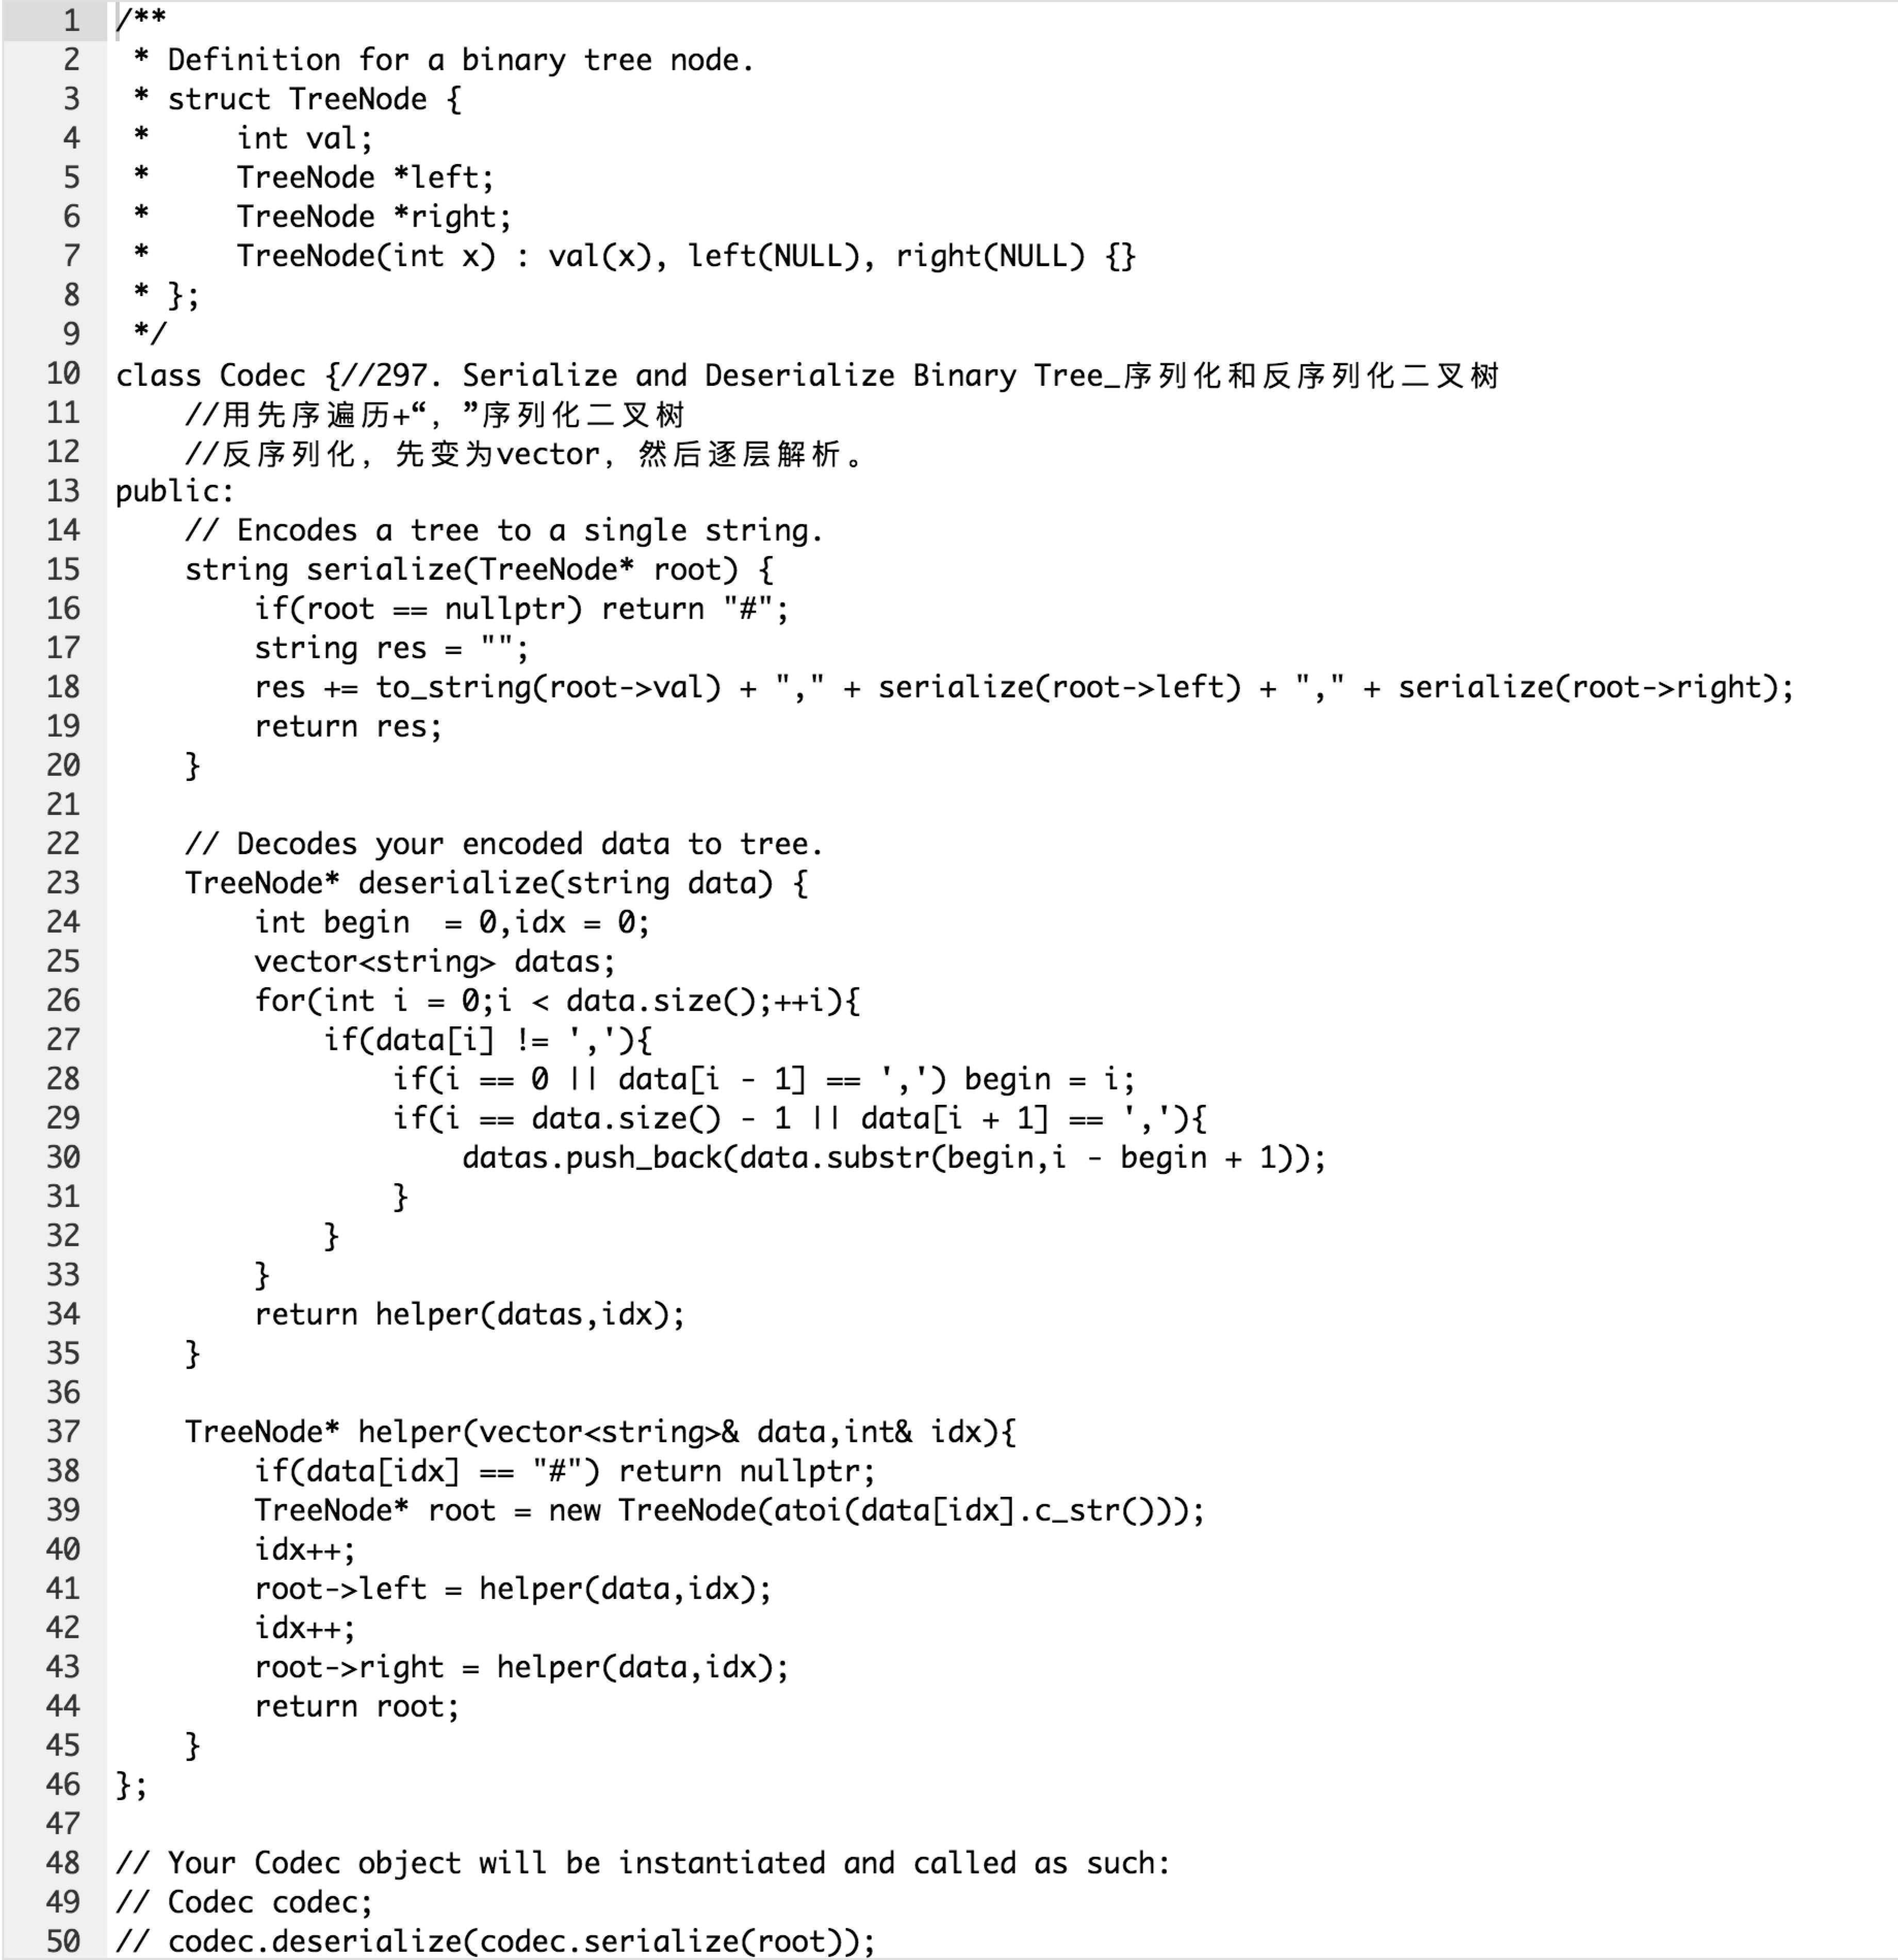 1 /**
2  * Definition for a binary tree node.
3  * struct TreeNode {
4  *     int val;
5  *     TreeNode *left;
6  *     TreeNode *right;
7  *     TreeNode(int x) : val(x), left(NULL), right(NULL) {}
8  * };
9  */
10 class Codec {//297. Serialize and Deserialize Binary Tree_序列化和反序列化二叉树
11     //用先序遍历+“，”序列化二叉树
12     //反序列化，先变为vector，然后逐层解析。
13 public:
14     // Encodes a tree to a single string.
15     string serialize(TreeNode* root) {
16         if(root == nullptr) return "#";
17         string res = "";
18         res += to_string(root->val) + "," + serialize(root->left) + "," + serialize(root->right);
19         return res;
20     }
21
22     // Decodes your encoded data to tree.
23     TreeNode* deserialize(string data) {
24         int begin  = 0,idx = 0;
25         vector<string> datas;
26         for(int i = 0;i < data.size();++i){
27             if(data[i] != ','){
28                 if(i == 0 || data[i - 1] == ',') begin = i;
29                 if(i == data.size() - 1 || data[i + 1] == ','){
30                     datas.push_back(data.substr(begin,i - begin + 1));
31                 }
32             }
33         }
34         return helper(datas,idx);
35     }
36
37     TreeNode* helper(vector<string>& data,int& idx){
38         if(data[idx] == "#") return nullptr;
39         TreeNode* root = new TreeNode(atoi(data[idx].c_str()));
40         idx++;
41         root->left = helper(data,idx);
42         idx++;
43         root->right = helper(data,idx);
44         return root;
45     }
46 };
47
48 // Your Codec object will be instantiated and called as such:
49 // Codec codec;
50 // codec.deserialize(codec.serialize(root));